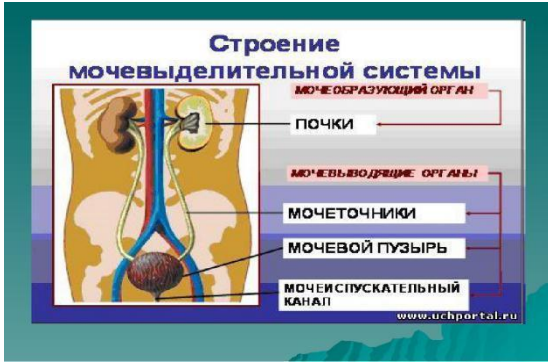 Строение
мочевыделительной системы
МОЧЕОБРАЗУЮЩИЙ ОРГАН
ПОЧКИ
МОЧЕВЫВОДЯЩИЕ ОРГАНЫ
МОЧЕТОЧНИКИ
МОЧЕВОЙ ПУЗЫРЬ
МОЧЕИСПУСКАТЕЛЬНЫЙ
КАНАЛ
www.uchportal.ru